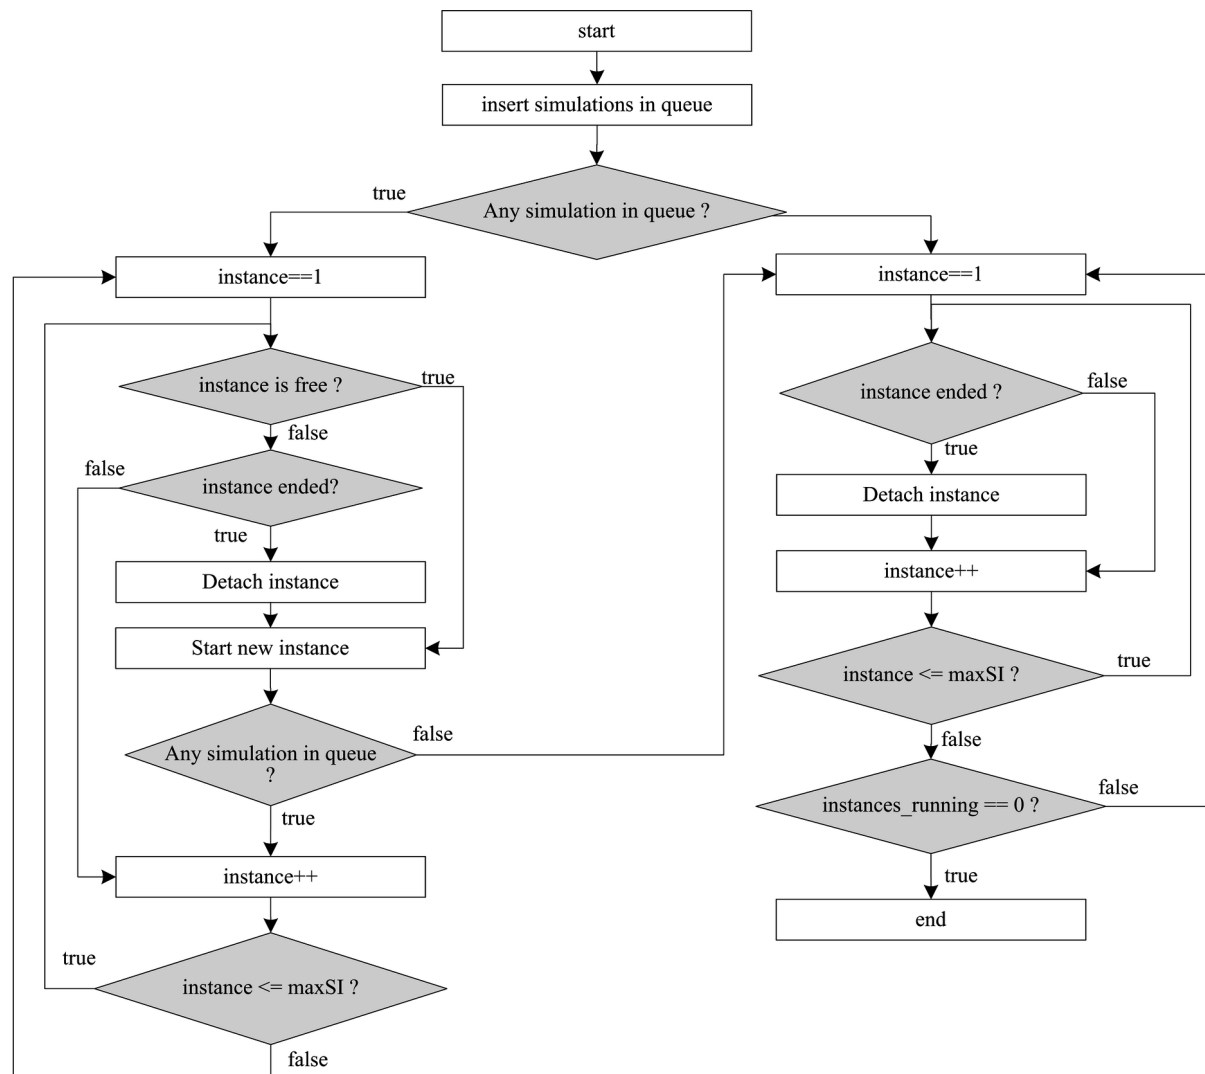 start
insert simulations in queue
Any simulation in queue ?
true
instance==1
instance is free ?
true
false
instance ended?
false
true
Detach instance
Start new instance
Any simulation in queue
?
false
true
instance++
instance <= maxSI ?
true
false
instance==1
instance ended ?
false
true
Detach instance
instance++
instance <= maxSI ?
true
false
instances_running == 0 ?
false
true
end